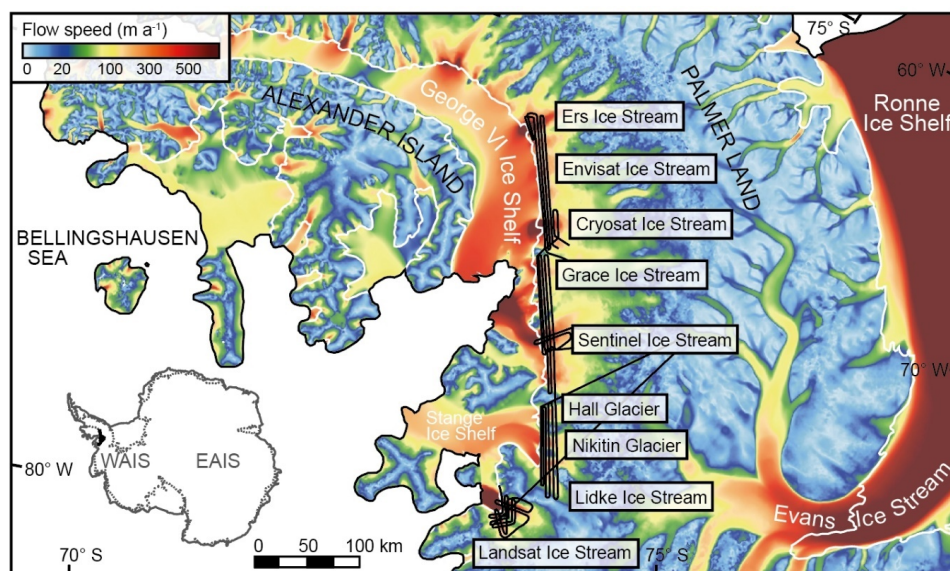 Flow speed (m a⁻¹)
0 20 100 300 500
75° S
60° W
Ronne
Ice Shelf
PALMER LAND
ALEXANDER ISLAND
George VI Ice Shelf
Ers Ice Stream
Envisat Ice Stream
Cryosat Ice Stream
Grace Ice Stream
BELLINGSHAUSEN
SEA
Sentinel Ice Stream
70° W
Stange
Ice Shelf
Hall Glacier
Nikitin Glacier
Lidke Ice Stream
80° W
WAIS
EAIS
Evans Ice Stream
Landsat Ice Stream
70° S
0 50 100 km
75° S